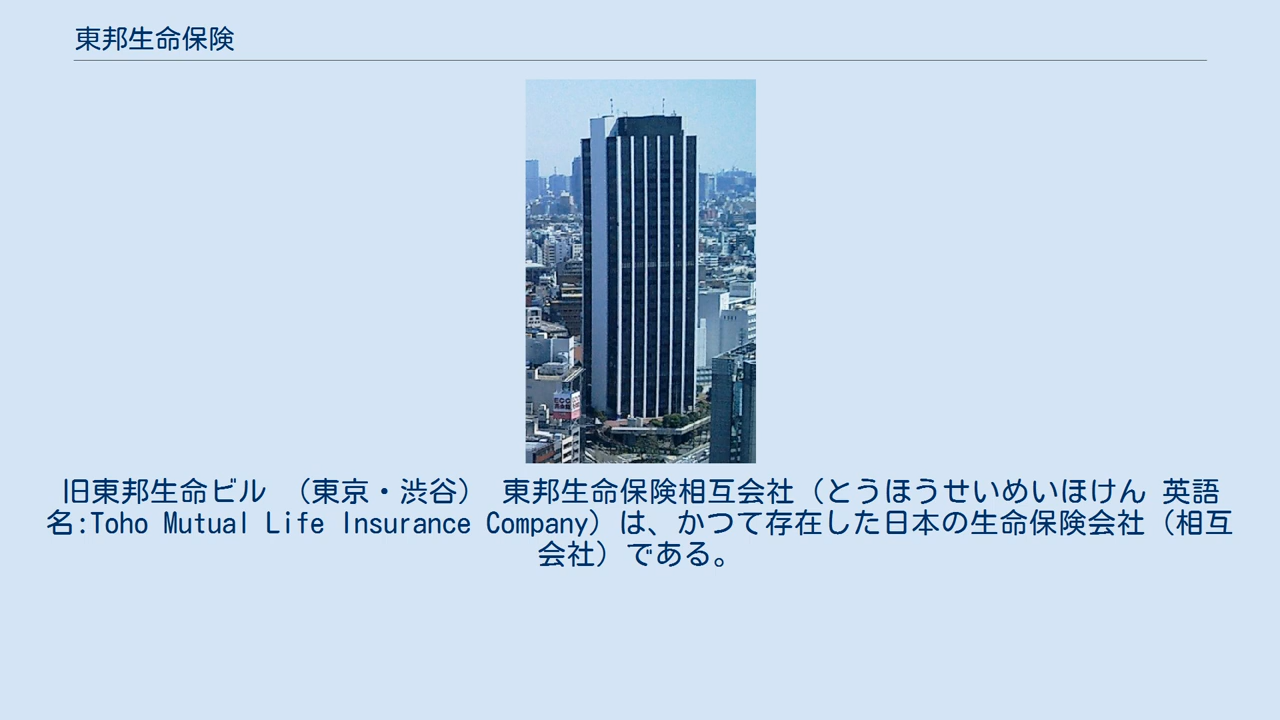 東邦生命保険
旧東邦生命ビル （東京・渋谷） 東邦生命保険相互会社（とうほうせいめいほけん 英語
名:Toho Mutual Life Insurance Company）は、かつて存在した日本の生命保険会社（相互
会社）である。